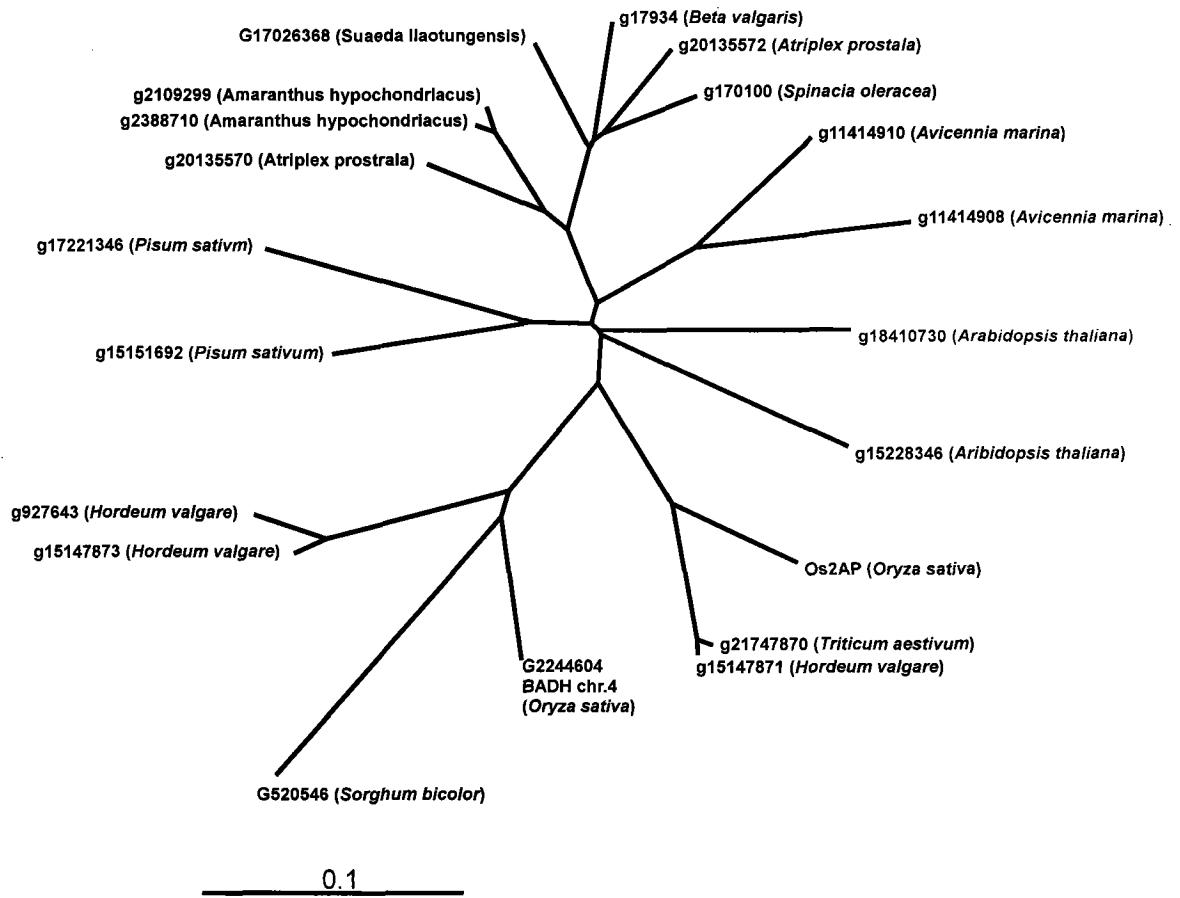 g17934 (Beta valgaris)
G17026368 (Suaeda liaotungensis)
g20135572 (Atriplex prostala)
g170100 (Spinacia oleracea)
g2109299 (Amaranthus hypochondriacus)
g2388710 (Amaranthus hypochondriacus)
g11414910 (Avicennia marina)
g20135570 (Atriplex prostrala)
g11414908 (Avicennia marina)
g17221346 (Pisum sativm)
g18410730 (Arabidopsis thaliana)
g15151692 (Pisum sativum)
g15228346 (Aribidopsis thaliana)
g927643 (Hordeum valgare)
g15147873 (Hordeum valgare)
Os2AP (Oryza sativa)
g21747870 (Triticum aestivum)
g15147871 (Hordeum valgare)
G2244604
BADH chr.4
(Oryza sativa)
G520546 (Sorghum bicolor)
0.1